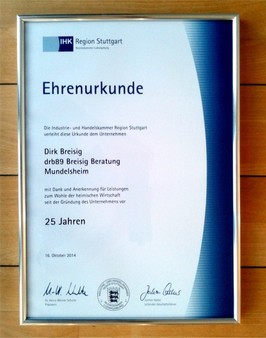 IHK Region Stuttgart
Ehrenurkunde
Die Industrie- und Handelskammer Region Stuttgart
verleiht diese Urkunde dem Unternehmen
Dirk Breisig
drb89 Breisig Beratung
Mundelsheim
mit Dank und Anerkennung für Leistungen
zum Wohle der heimischen Wirtschaft
seit der Gründung des Unternehmens vor
25 Jahren
16. Oktober 2014